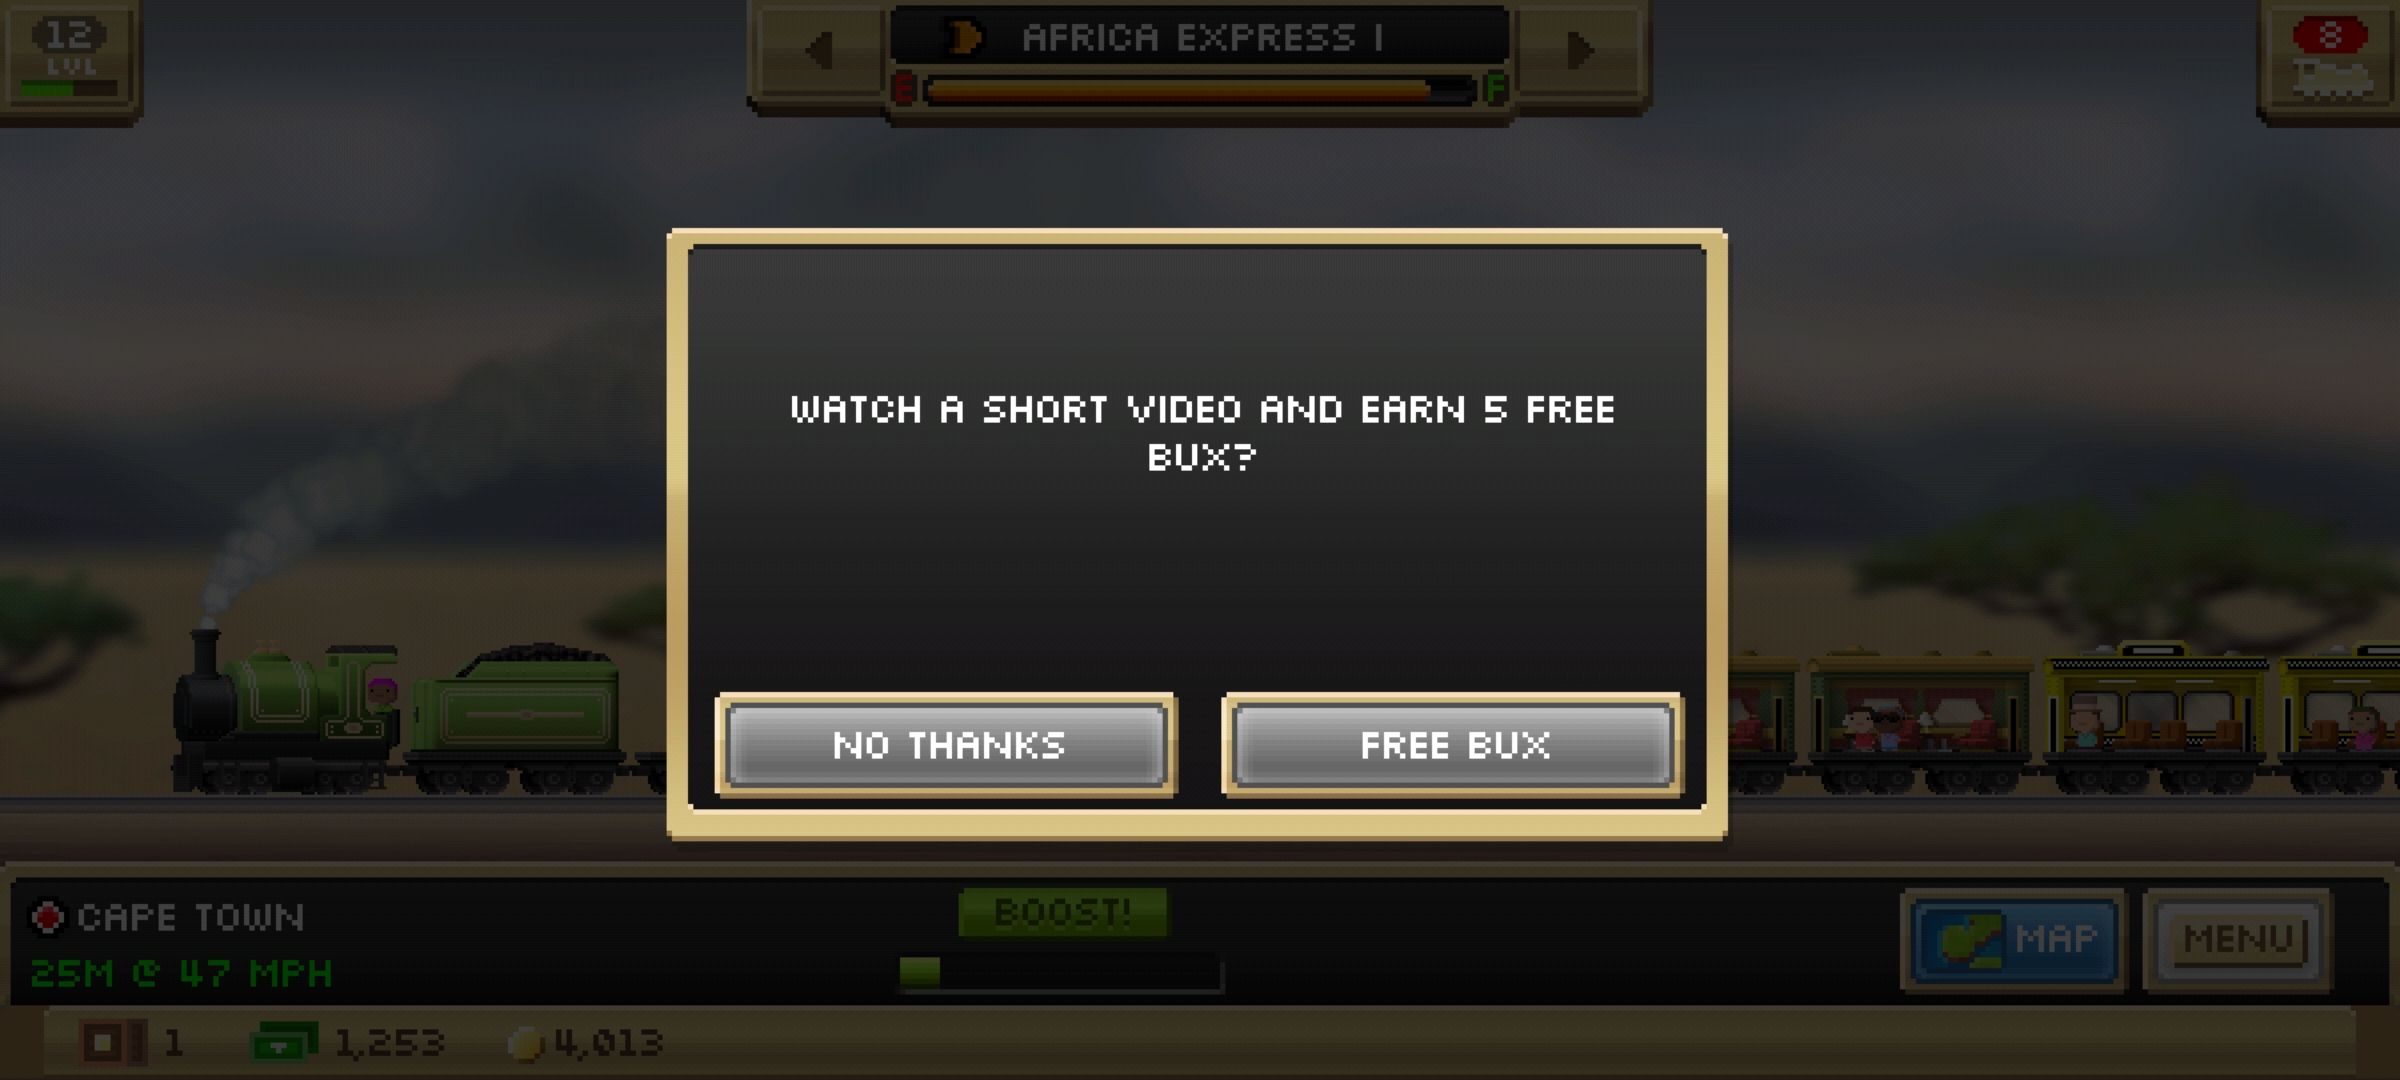 12
LVL
AFRICA EXPRESS I
E
F
8
WATCH A SHORT VIDEO AND EARN 5 FREE
BUX?
NO THANKS
FREE BUX
CAPE TOWN
25M @ 47 MPH
BOOST!
MAP
MENU
1
1,253
4,013